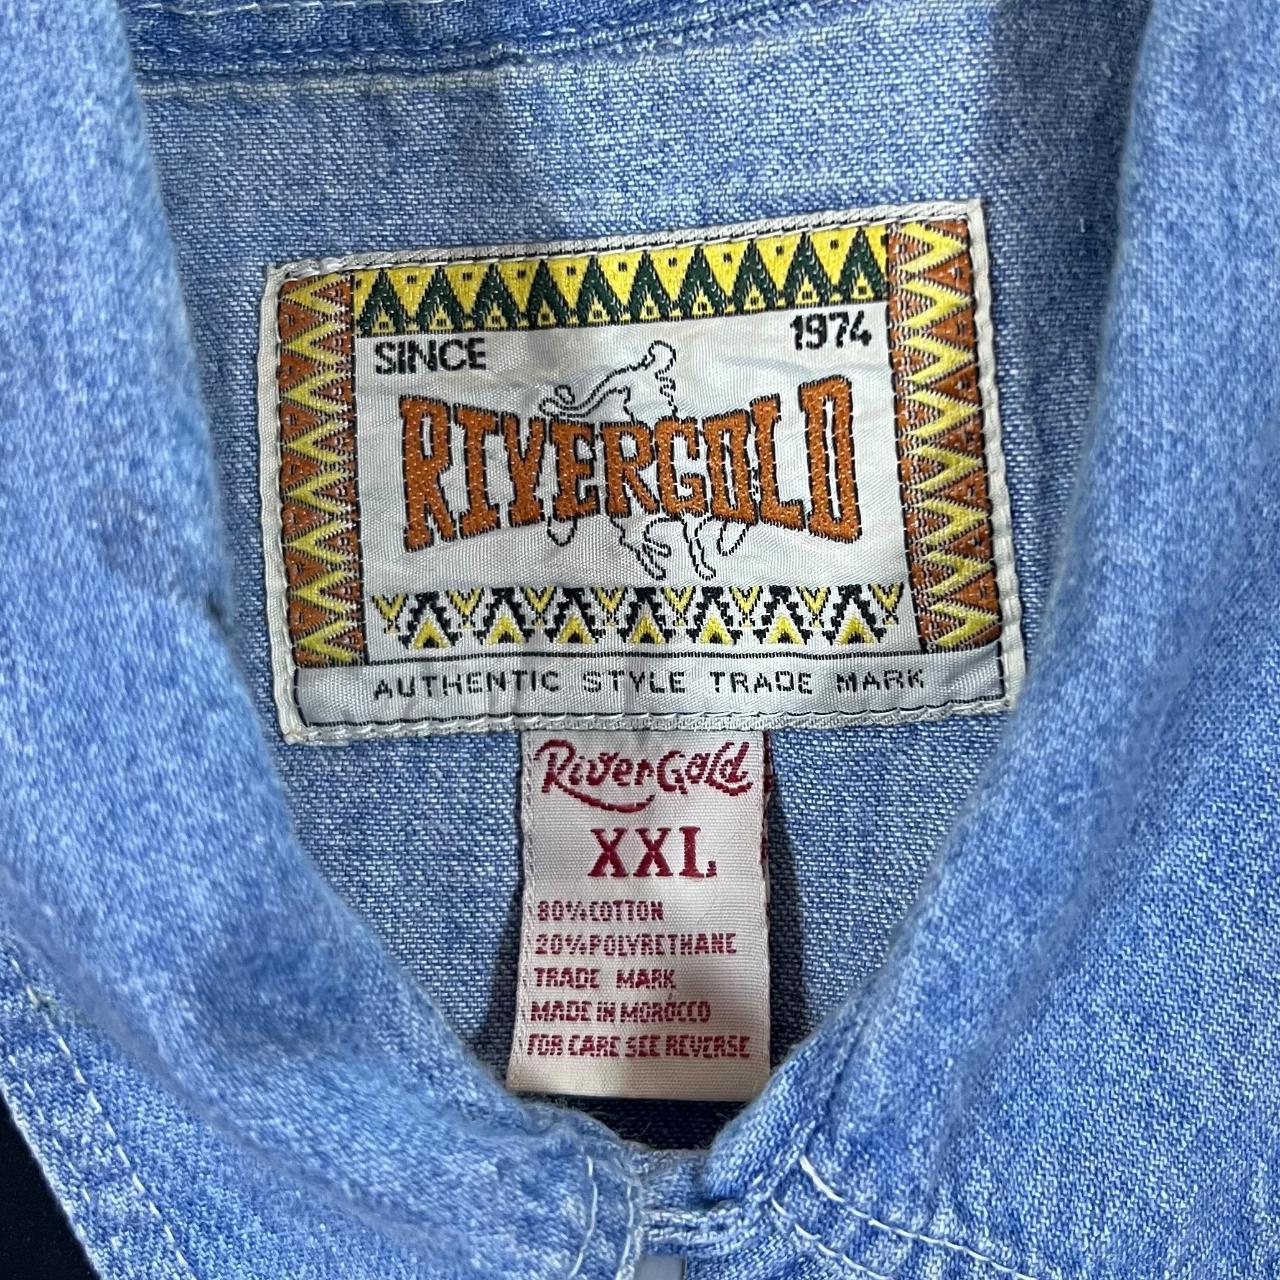 SINCE 1974
RIVERGOLD
AUTHENTIC STYLE TRADE MARK
RiverGold
XXL
80% COTTON
20% POLYRETHANE
TRADE MARK
MADE IN MOROCCO
FOR CARE SEE REVERSE